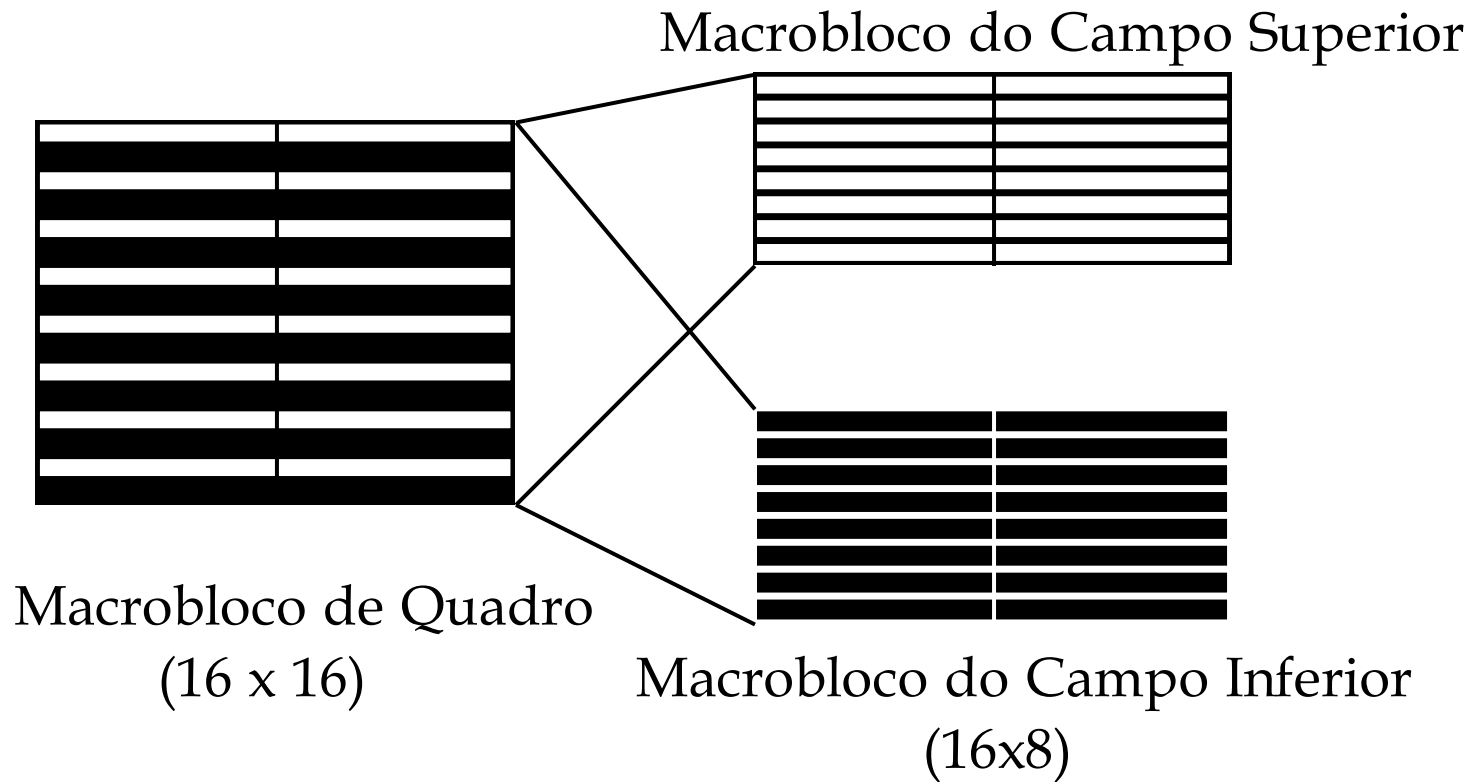 Macrobloco do Campo Superior
Macrobloco de Quadro
(16 x 16)
Macrobloco do Campo Inferior
(16x8)